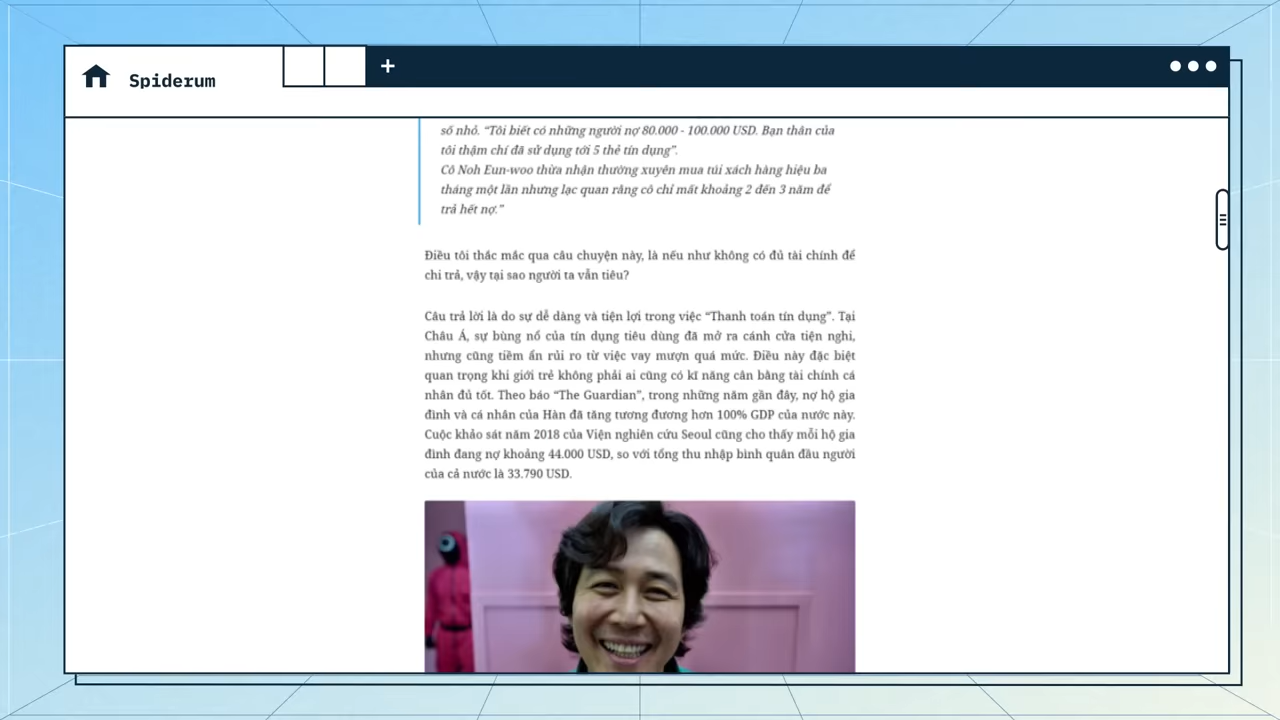 Spiderum
số nhỏ. “Tôi biết có những người nợ 80.000 - 100.000 USD. Bạn thân của
tôi thậm chí đã sử dụng tới 5 thẻ tín dụng”.
Cô Noh Eun-woo thừa nhận thường xuyên mua túi xách hàng hiệu ba
tháng một lần nhưng lạc quan rằng cô chỉ mất khoảng 2 đến 3 năm để
trả hết nợ.”
Điều tôi thắc mắc qua câu chuyện này, là nếu như không có đủ tài chính để
chi trả, vậy tại sao người ta vẫn tiêu?
Câu trả lời là do sự dễ dàng và tiện lợi trong việc “Thanh toán tín dụng”. Tại
Châu Á, sự bùng nổ của tín dụng tiêu dùng đã mở ra cánh cửa tiện nghi,
nhưng cũng tiềm ẩn rủi ro từ việc vay mượn quá mức. Điều này đặc biệt
quan trọng khi giới trẻ không phải ai cũng có kĩ năng cân bằng tài chính cá
nhân đủ tốt. Theo báo “The Guardian”, trong những năm gần đây, nợ hộ gia
đình và cá nhân của Hàn đã tăng tương đương hơn 100% GDP của nước này.
Cuộc khảo sát năm 2018 của Viện nghiên cứu Seoul cũng cho thấy mỗi hộ gia
đình đang nợ khoảng 44.000 USD, so với tổng thu nhập bình quân đầu người
của cả nước là 33.790 USD.